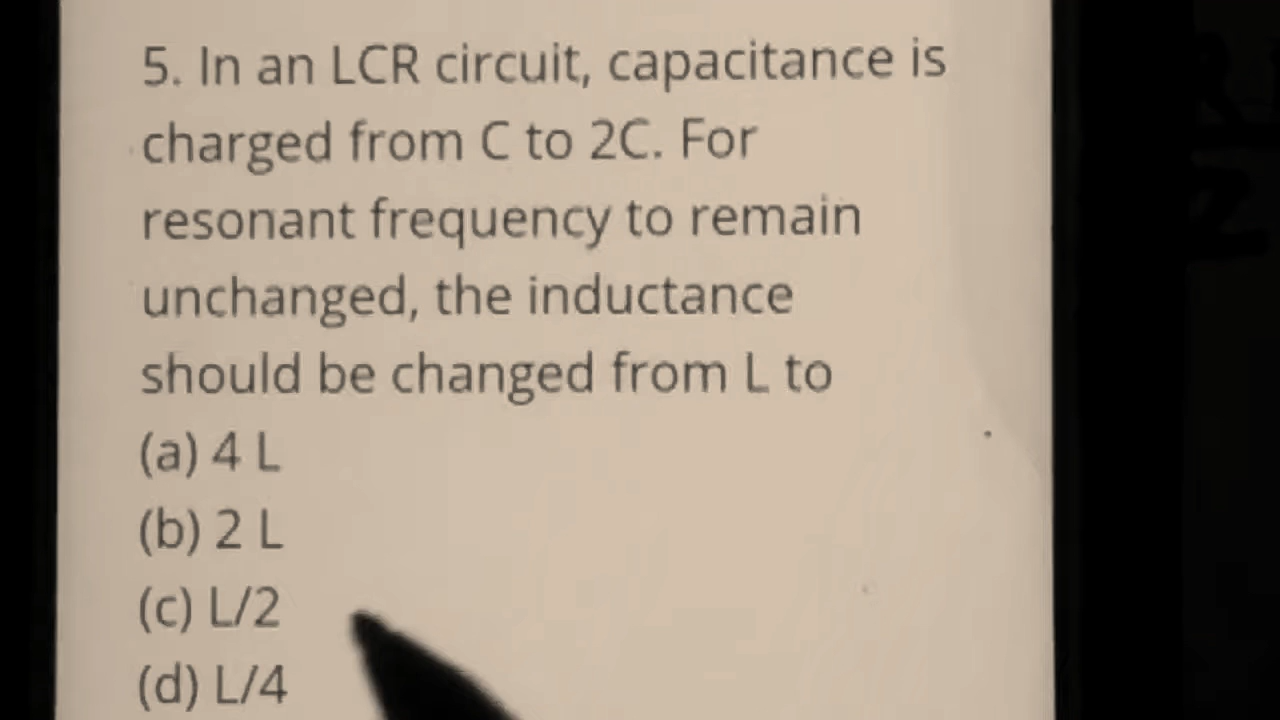 5. In an LCR circuit, capacitance is
charged from C to 2C. For
resonant frequency to remain
unchanged, the inductance
should be changed from L to
(a) 4 L
(b) 2 L
(c) L/2
(d) L/4